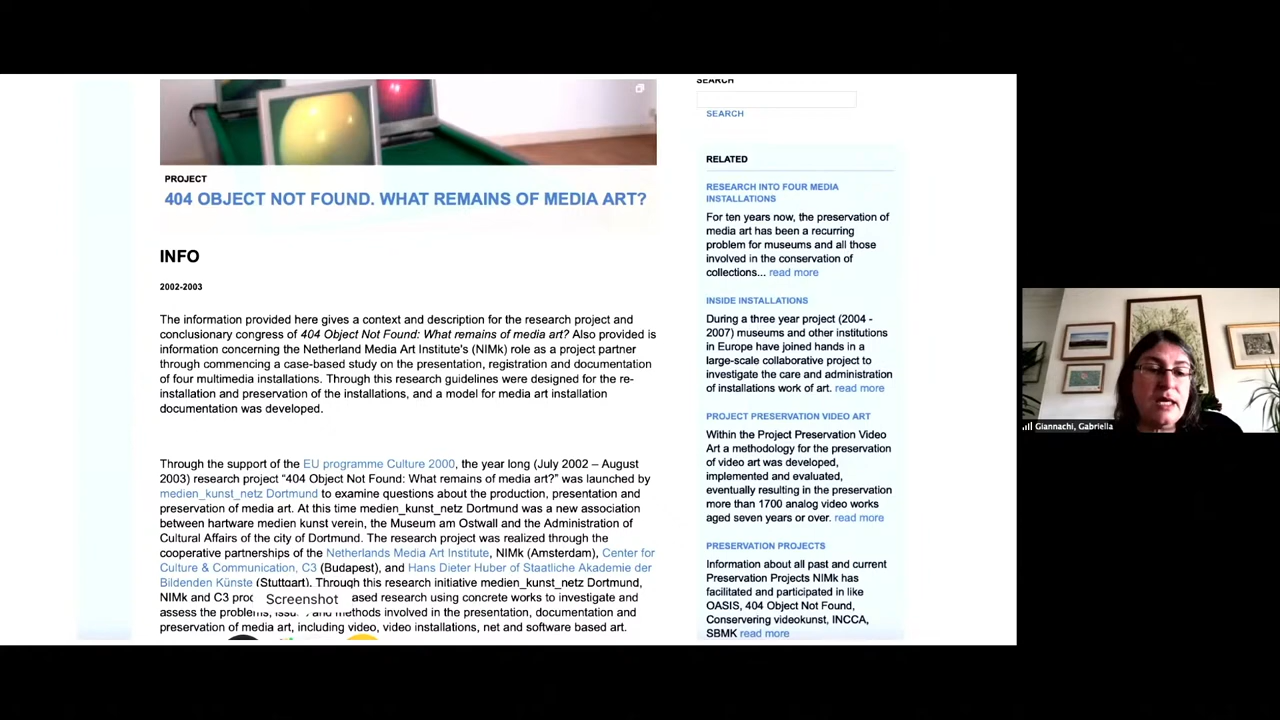 PROJECT
404 OBJECT NOT FOUND. WHAT REMAINS OF MEDIA ART?
INFO
2002-2003
The information provided here gives a context and description for the research project and
conclusionary congress of 404 Object Not Found: What remains of media art? Also provided is
information concerning the Netherland Media Art Institute's (NIMk) role as a project partner
through commencing a case-based study on the presentation, registration and documentation
of four multimedia installations. Through this research guidelines were designed for the re-
installation and preservation of the installations, and a model for media art installation
documentation was developed.
Through the support of the EU programme Culture 2000, the year long (July 2002 – August
2003) research project “404 Object Not Found: What remains of media art?” was launched by
medien_kunst_netz Dortmund to examine questions about the production, presentation and
preservation of media art. At this time medien_kunst_netz Dortmund was a new association
between hartware medien kunst verein, the Museum am Ostwall and the Administration of
Cultural Affairs of the city of Dortmund. The research project was realized through the
cooperative partnerships of the Netherlands Media Art Institute, NIMk (Amsterdam), Center for
Culture & Communication, C3 (Budapest), and Hans Dieter Huber of Staatliche Akademie der
Bildenden Künste (Stuttgart). Through this research initiative medien_kunst_netz Dortmund,
NIMk and C3 ased research using concrete works to investigate and
Screenshot
assess the problems, and methods involved in the presentation, documentation and
preservation of media art, including video, video installations, net and software based art.
SEARCH
SEARCH
RELATED
RESEARCH INTO FOUR MEDIA
INSTALLATIONS
For ten years now, the preservation of
media art has been a recurring
problem for museums and all those
involved in the conservation of
collections... read more
INSIDE INSTALLATIONS
During a three year project (2004 -
2007) museums and other institutions
in Europe have joined hands in a
large-scale collaborative project to
investigate the care and administration
of installations work of art. read more
PROJECT PRESERVATION VIDEO ART
Within the Project Preservation Video
Art a methodology for the preservation
of video art was developed,
implemented and evaluated,
eventually resulting in the preservation
more than 1700 analog video works
aged seven years or over. read more
PRESERVATION PROJECTS
Information about all past and current
Preservation Projects NIMk has
facilitated and participated in like
OASIS, 404 Object Not Found,
Conservering videokunst, INCCA,
SBMK read more
Giannachi, Gabriella